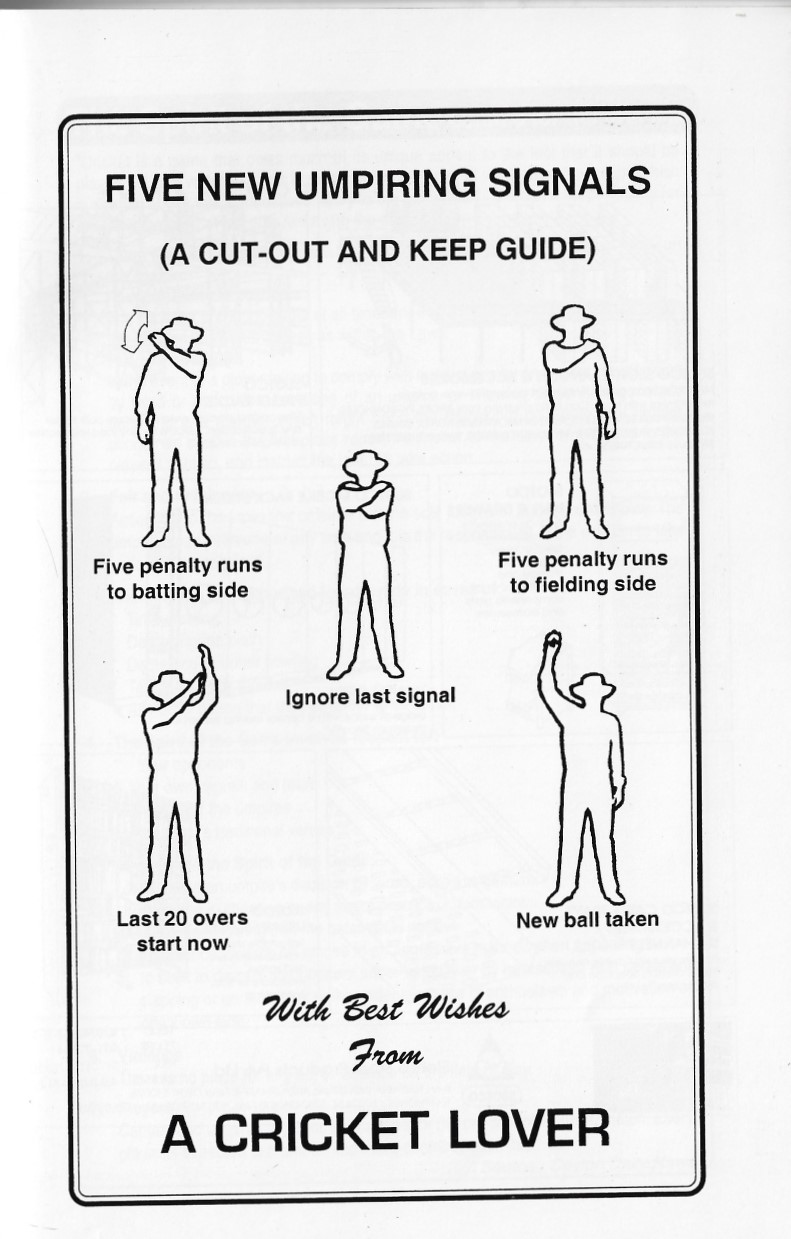 FIVE NEW UMPIRING SIGNALS
(A CUT-OUT AND KEEP GUIDE)
Five penalty runs
to batting side
Five penalty runs
to fielding side
Ignore last signal
Last 20 overs
start now
New ball taken
With Best Wishes
From
A CRICKET LOVER